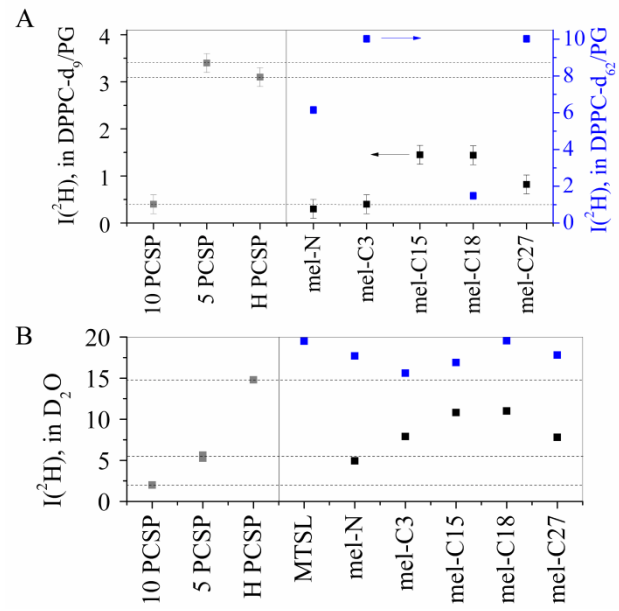 A
I(²H), in DPPC-d₉/PG
4
3
2
1
0
10
8
6
4
2
0
I(²H), in DPPC-d₆₂/PG
10 PCSP
5 PCSP
H PCSP
mel-N
mel-C3
mel-C15
mel-C18
mel-C27
B
I(²H), in D₂O
20
15
10
5
0
10 PCSP
5 PCSP
H PCSP
MTSL
mel-N
mel-C3
mel-C15
mel-C18
mel-C27